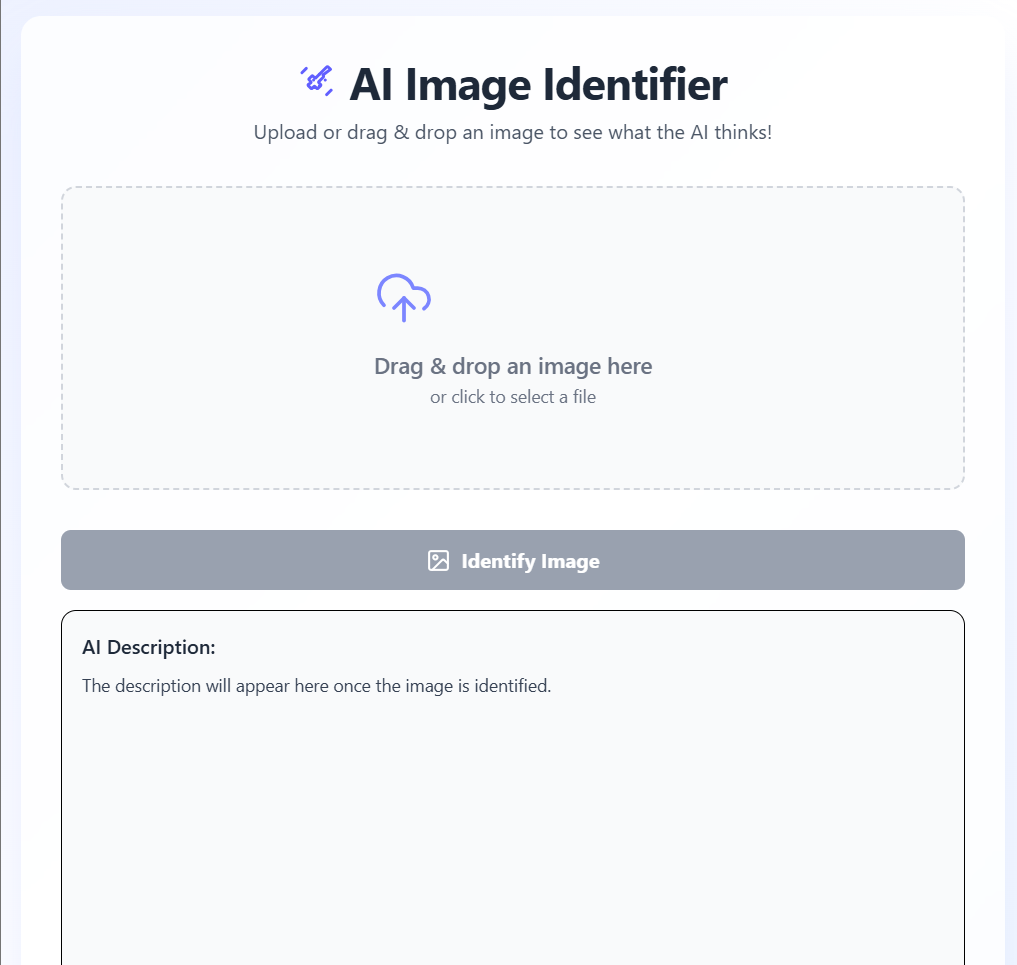 AI Image Identifier
Upload or drag & drop an image to see what the AI thinks!
Drag & drop an image here
or click to select a file
Identify Image
AI Description:
The description will appear here once the image is identified.